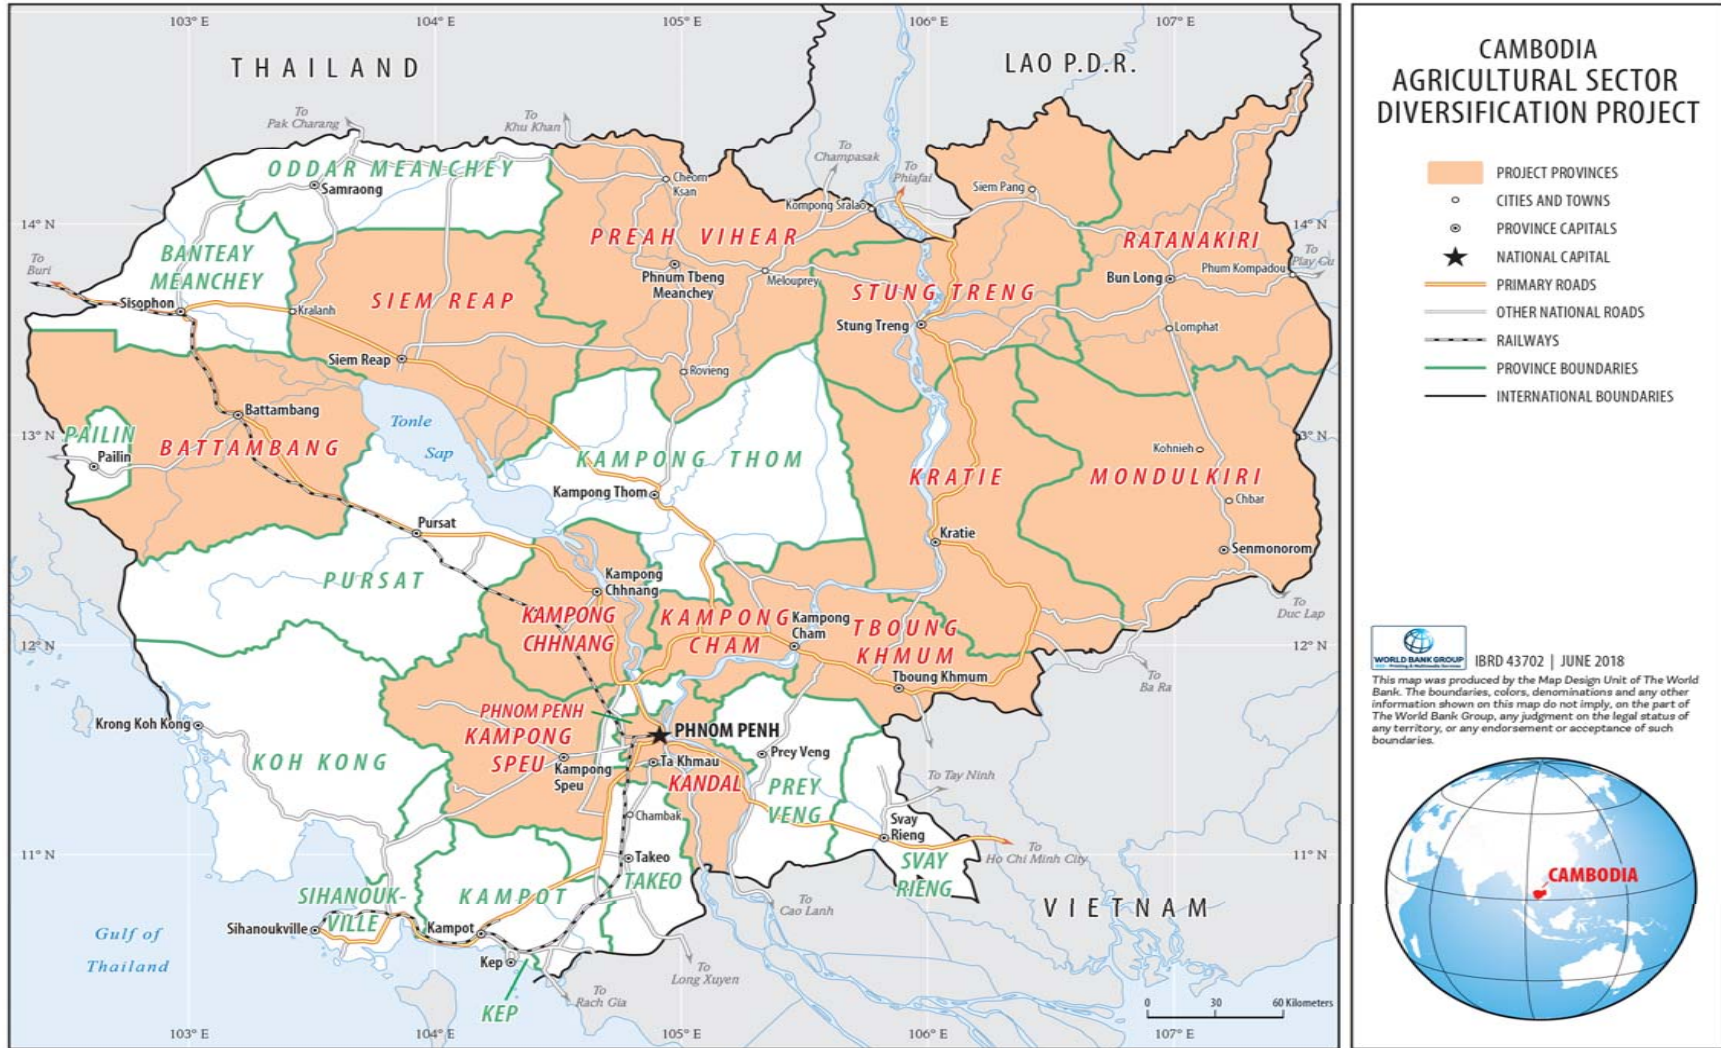 103° E
104° E
105° E
106° E
107° E
THAILAND
LAO P.D.R.
To
Pak Charang
To
Khu Khan
To
Champasak
To
Phiafai
ODDAR MEANCHEY
Samraong
Cheom
Ksan
Siem Pang
Kompong Sralao
14° N
14° N
BANTEAY
MEANCHEY
PREAH VIHEAR
RATANAKIRI
To
Buri
To
Play Cu
Phnum Tbeng
Meanchey
Melouprey
Bun Long
Phum Kompadou
Sisophon
Kralanh
SIEM REAP
STUNG TRENG
Stung Treng
Lomphat
Siem Reap
Rovieng
Battambang
Tonle
Sap
13° N
13° N
PAILIN
Pailin
BATTAMBANG
KAMPONG THOM
Kampong Thom
KRATIE
MONDULKIRI
Kohnieh
Chbar
Pursat
Kratie
Senmonorom
PURSAT
Kampong
Chhnang
KAMPONG
CHHNANG
KAMPONG
CHAM
Kampong
Cham
TBOUNG
KHMUM
Tboung Khmum
To
Duc Lap
12° N
12° N
To
Ba Ra
Krong Koh Kong
PHNOM PENH
PHNOM PENH
KAMPONG
SPEU
Kampong
Speu
KOH KONG
Ta Khmau
KANDAL
Prey Veng
PREY
VENG
To Tay Ninh
Chambak
Svay
Rieng
To
Ho Chi Minh City
11° N
11° N
Takeo
TAKEO
SVAY
RIENG
SIHANOUK-
VILLE
KAMPOT
Sihanoukville
Kampot
Kep
KEP
To
Cao Lanh
VIETNAM
Gulf of
Thailand
To
Long Xuyen
To
Rach Gia
0 30 60 Kilometers
103° E
104° E
105° E
106° E
107° E
CAMBODIA
AGRICULTURAL SECTOR
DIVERSIFICATION PROJECT
PROJECT PROVINCES
CITIES AND TOWNS
PROVINCE CAPITALS
NATIONAL CAPITAL
PRIMARY ROADS
OTHER NATIONAL ROADS
RAILWAYS
PROVINCE BOUNDARIES
INTERNATIONAL BOUNDARIES
WORLD BANK GROUP
Printing & Multimedia Services
IBRD 43702 | JUNE 2018
This map was produced by the Map Design Unit of The World
Bank. The boundaries, colors, denominations and any other
information shown on this map do not imply, on the part of
The World Bank Group, any judgment on the legal status of
any territory, or any endorsement or acceptance of such
boundaries.
CAMBODIA